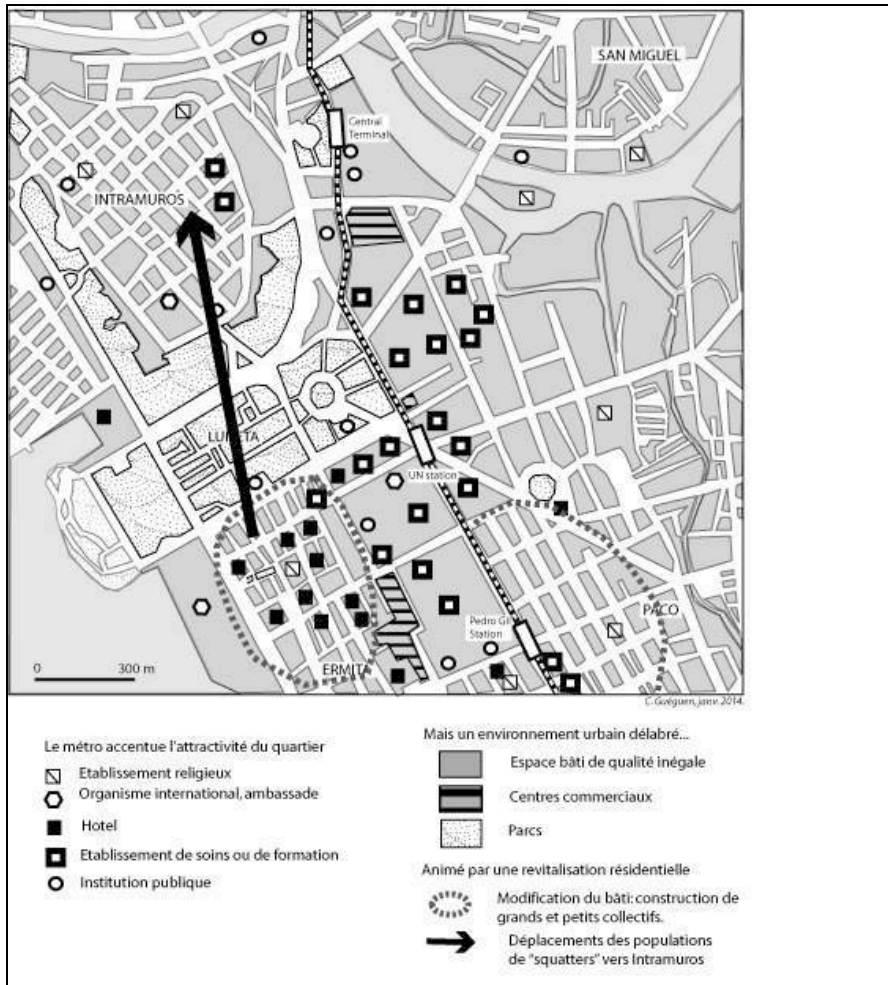 SAN MIGUEL
Central
Terminal
INTRAMUROS
LUNETA
UN station
PACO
Pedro Gil
Station
0 300 m
ERMITA
C. Guéguen, janv. 2014.
Le métro accentue l'attractivité du quartier
Etablissement religieux
Organisme international, ambassade
Hotel
Etablissement de soins ou de formation
Institution publique
Mais un environnement urbain délabré...
Espace bâti de qualité inégale
Centres commerciaux
Parcs
Animé par une revitalisation résidentielle
Modification du bâti: construction de
grands et petits collectifs.
Déplacements des populations
de "squatters" vers Intramuros